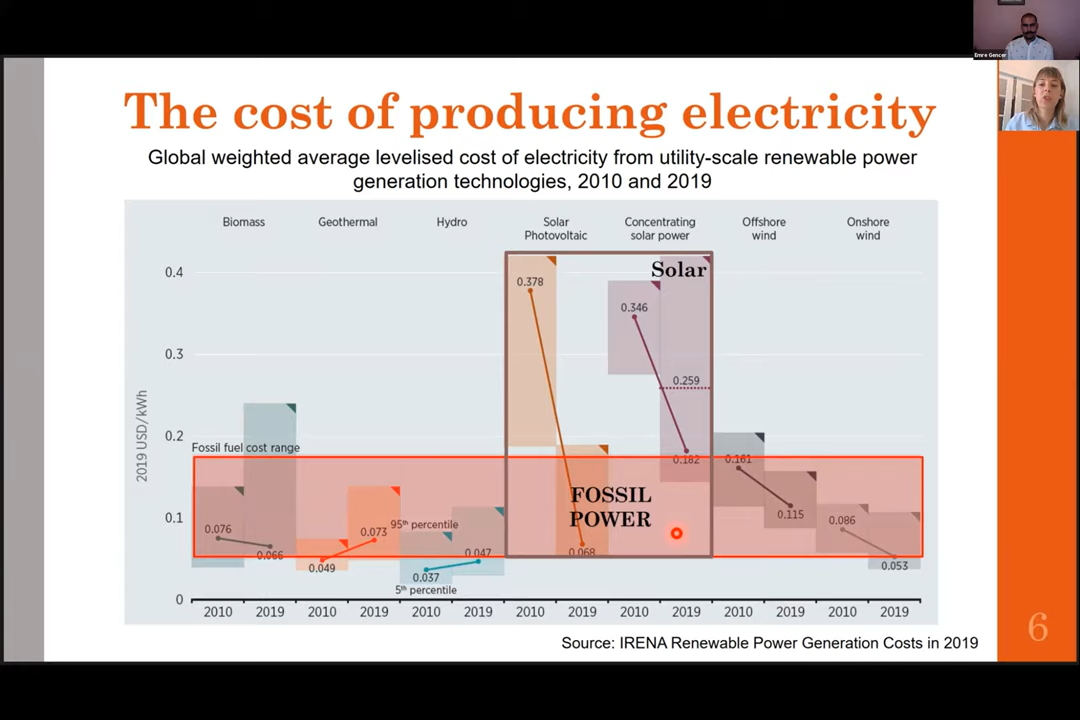 Emre Gencer
The cost of producing electricity
Global weighted average levelised cost of electricity from utility-scale renewable power
generation technologies, 2010 and 2019
Biomass
Geothermal
Hydro
Solar
Photovoltaic
Concentrating
solar power
Offshore
wind
Onshore
wind
Solar
0.4
0.3
0.2
0.1
0
2019 USD/kWh
Fossil fuel cost range
0.378
0.346
0.259
0.182
0.161
0.115
0.086
0.053
0.076
0.066
0.049
0.073
95th percentile
0.037
0.047
5th percentile
0.068
FOSSIL
POWER
2010 2019 2010 2019 2010 2019 2010 2019 2010 2019 2010 2019 2010 2019
Source: IRENA Renewable Power Generation Costs in 2019
6